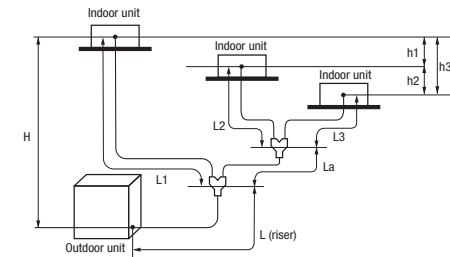 Indoor unit
Indoor unit
h1
h3
H
Indoor unit
h2
L2
L3
La
L1
L (riser)
Outdoor unit